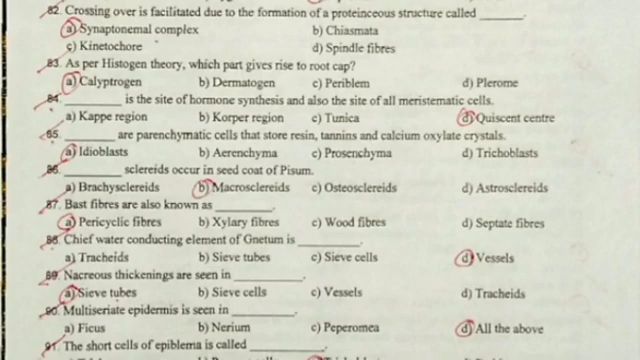 82. Crossing over is facilitated due to the formation of a proteinceous structure called ______.
a) Synaptonemal complex b) Chiasmata
c) Kinetochore d) Spindle fibres
83. As per Histogen theory, which part gives rise to root cap?
a) Calyptrogen b) Dermatogen c) Periblem d) Plerome
84. ________ is the site of hormone synthesis and also the site of all meristematic cells.
a) Kappe region b) Korper region c) Tunica d) Quiscent centre
85. ________ are parenchymatic cells that store resin, tannins and calcium oxylate crystals.
a) Idioblasts b) Aerenchyma c) Prosenchyma d) Trichoblasts
86. ________ sclereids occur in seed coat of Pisum.
a) Brachysclereids b) Macrosclereids c) Osteosclereids d) Astrosclereids
87. Bast fibres are also known as ________.
a) Pericyclic fibres b) Xylary fibres c) Wood fibres d) Septate fibres
88. Chief water conducting element of Gnetum is _________.
a) Tracheids b) Sieve tubes c) Sieve cells d) Vessels
89. Nacreous thickenings are seen in __________.
a) Sieve tubes b) Sieve cells c) Vessels d) Tracheids
90. Multiseriate epidermis is seen in _________.
a) Ficus b) Nerium c) Peperomea d) All the above
91. The short cells of epiblema is called __________